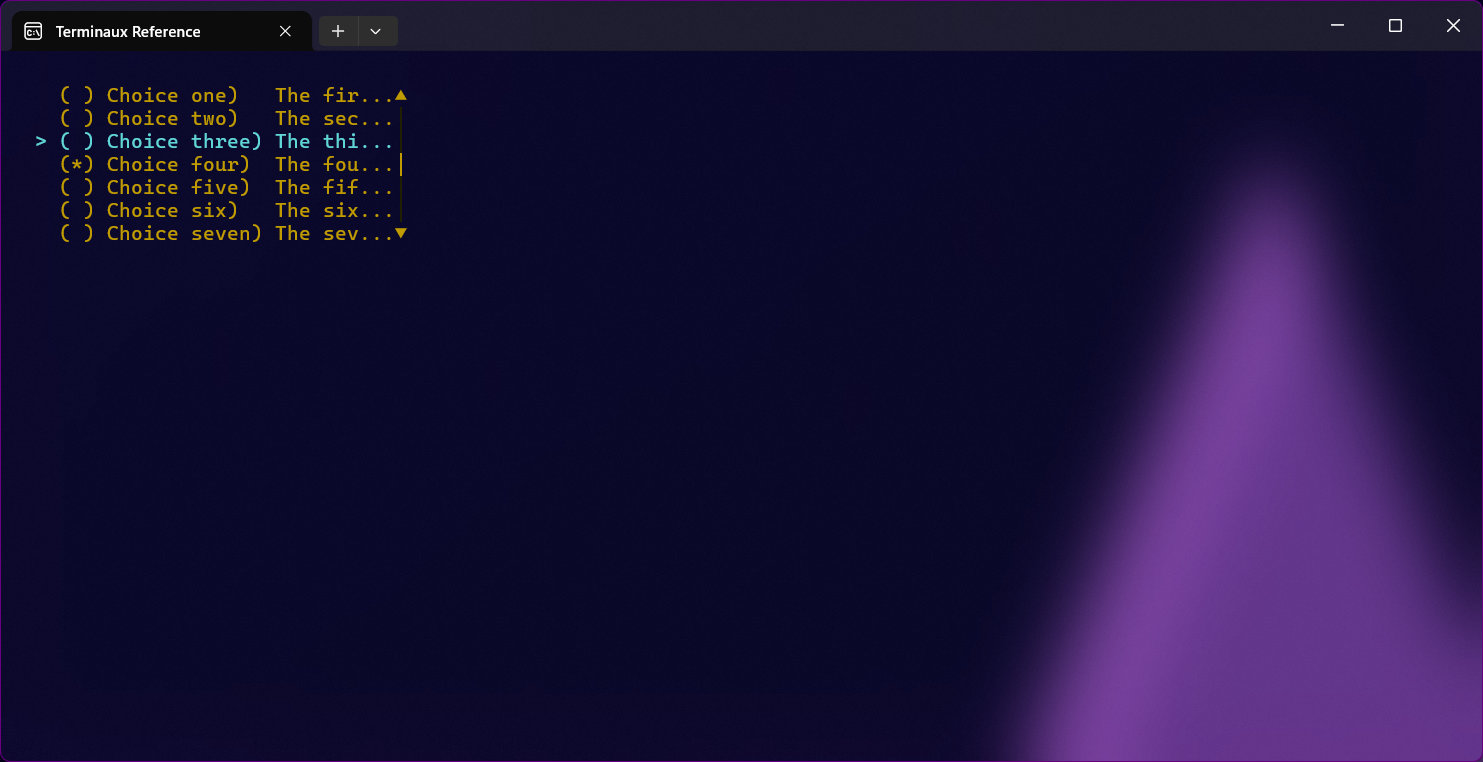 Terminaux Reference
( ) Choice one)   The fir...▲
( ) Choice two)   The sec...
> ( ) Choice three) The thi...
(*) Choice four)  The fou...
( ) Choice five)  The fif...
( ) Choice six)   The six...
( ) Choice seven) The sev...▼